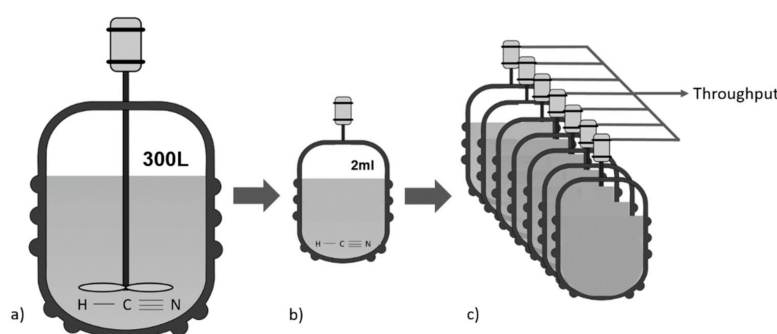 300L
H — C ≡ N
a)
2ml
H — C ≡ N
b)
Throughput
c)